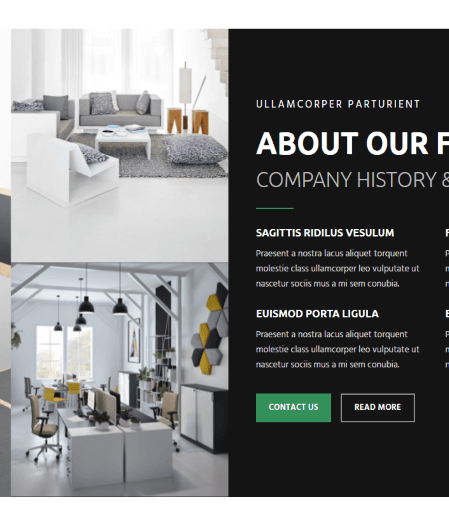 ULLAMCORPER PARTURIENT
ABOUT OUR F
COMPANY HISTORY &
SAGITTIS RIDILUS VESULUM
Praesent a nostra lacus aliquet torquent
molestie class ullamcorper leo vulputate ut
nascetur sociis mus a mi sem conubia.
EUISMOD PORTA LIGULA
Praesent a nostra lacus aliquet torquent
molestie class ullamcorper leo vulputate ut
nascetur sociis mus a mi sem conubia.
CONTACT US
READ MORE